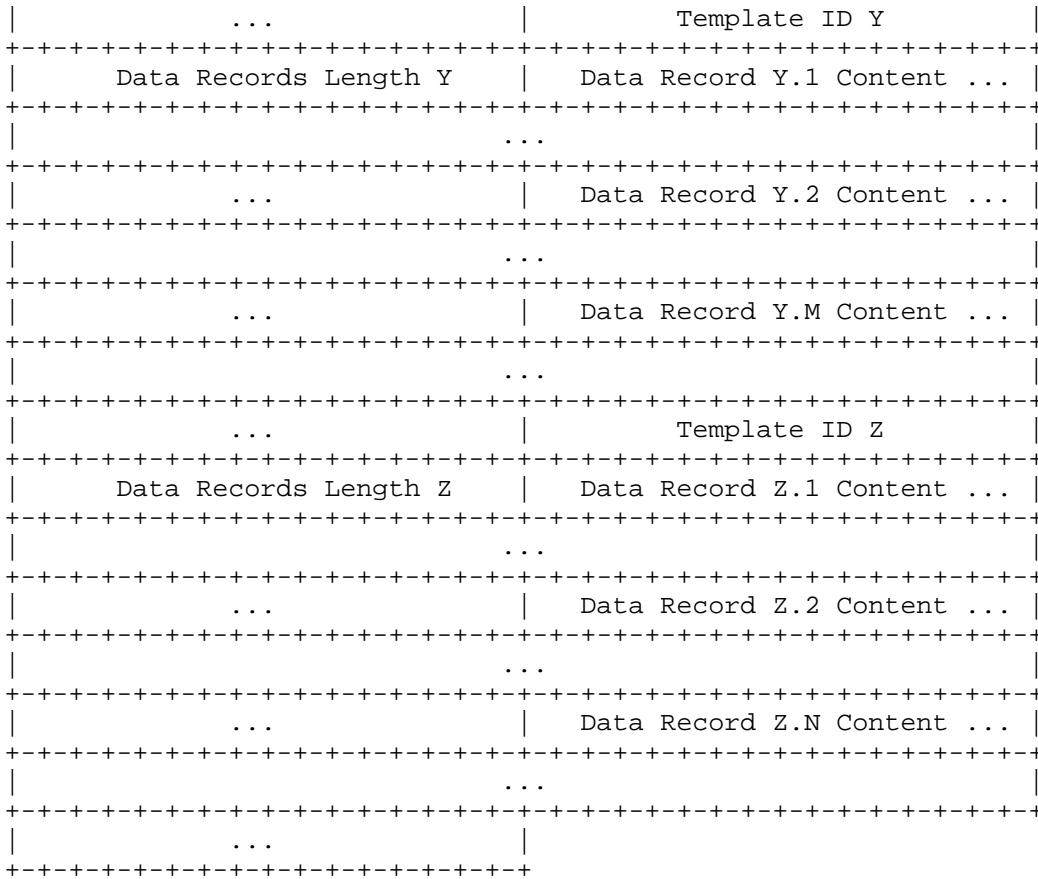 |             ...               |         Template ID Y         |
+-+-+-+-+-+-+-+-+-+-+-+-+-+-+-+-+-+-+-+-+-+-+-+-+-+-+-+-+-+-+-+-+
|      Data Records Length Y    |   Data Record Y.1 Content ... |
+-+-+-+-+-+-+-+-+-+-+-+-+-+-+-+-+-+-+-+-+-+-+-+-+-+-+-+-+-+-+-+-+
|                              ...                              |
+-+-+-+-+-+-+-+-+-+-+-+-+-+-+-+-+-+-+-+-+-+-+-+-+-+-+-+-+-+-+-+-+
|             ...               |   Data Record Y.2 Content ... |
+-+-+-+-+-+-+-+-+-+-+-+-+-+-+-+-+-+-+-+-+-+-+-+-+-+-+-+-+-+-+-+-+
|                              ...                              |
+-+-+-+-+-+-+-+-+-+-+-+-+-+-+-+-+-+-+-+-+-+-+-+-+-+-+-+-+-+-+-+-+
|             ...               |   Data Record Y.M Content ... |
+-+-+-+-+-+-+-+-+-+-+-+-+-+-+-+-+-+-+-+-+-+-+-+-+-+-+-+-+-+-+-+-+
|                              ...                              |
+-+-+-+-+-+-+-+-+-+-+-+-+-+-+-+-+-+-+-+-+-+-+-+-+-+-+-+-+-+-+-+-+
|             ...               |         Template ID Z         |
+-+-+-+-+-+-+-+-+-+-+-+-+-+-+-+-+-+-+-+-+-+-+-+-+-+-+-+-+-+-+-+-+
|      Data Records Length Z    |   Data Record Z.1 Content ... |
+-+-+-+-+-+-+-+-+-+-+-+-+-+-+-+-+-+-+-+-+-+-+-+-+-+-+-+-+-+-+-+-+
|                              ...                              |
+-+-+-+-+-+-+-+-+-+-+-+-+-+-+-+-+-+-+-+-+-+-+-+-+-+-+-+-+-+-+-+-+
|             ...               |   Data Record Z.2 Content ... |
+-+-+-+-+-+-+-+-+-+-+-+-+-+-+-+-+-+-+-+-+-+-+-+-+-+-+-+-+-+-+-+-+
|                              ...                              |
+-+-+-+-+-+-+-+-+-+-+-+-+-+-+-+-+-+-+-+-+-+-+-+-+-+-+-+-+-+-+-+-+
|             ...               |   Data Record Z.N Content ... |
+-+-+-+-+-+-+-+-+-+-+-+-+-+-+-+-+-+-+-+-+-+-+-+-+-+-+-+-+-+-+-+-+
|                              ...                              |
+-+-+-+-+-+-+-+-+-+-+-+-+-+-+-+-+-+-+-+-+-+-+-+-+-+-+-+-+-+-+-+-+
|             ...               |
+-+-+-+-+-+-+-+-+-+-+-+-+-+-+-+-+